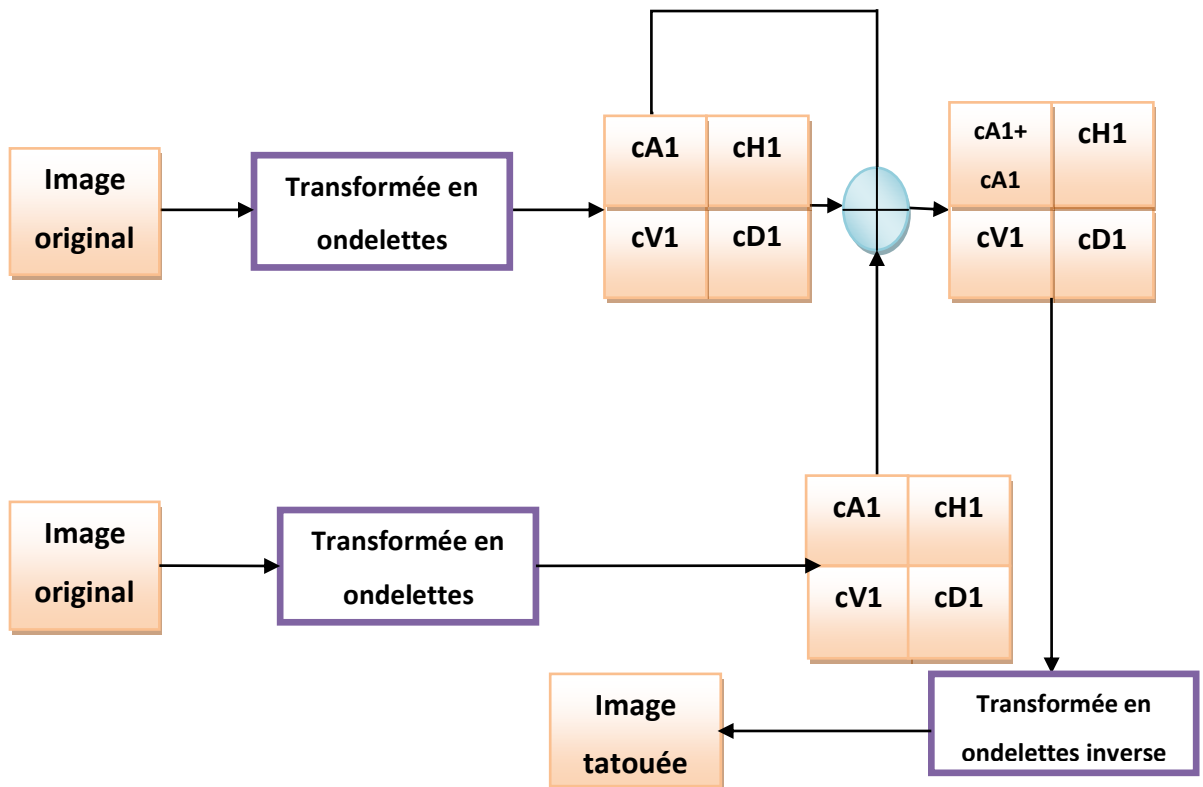 Image
original
Transformée en
ondelettes
cA1 cH1
cV1 cD1
cA1+ cH1
cA1
cV1 cD1
Image
original
Transformée en
ondelettes
cA1 cH1
cV1 cD1
Image
tatouée
Transformée en
ondelettes inverse